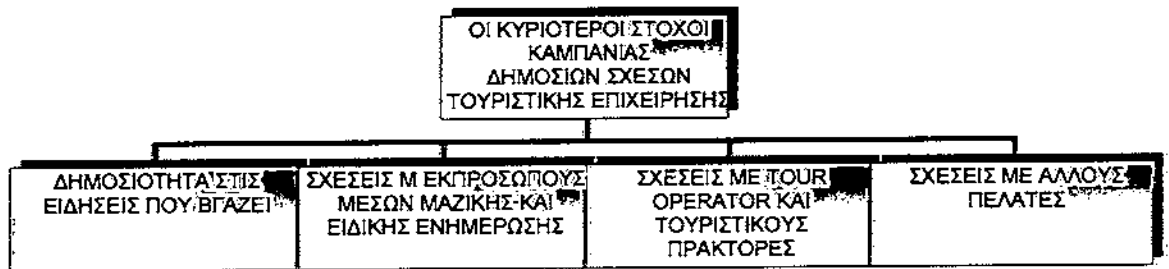 ΟΙ ΚΥΡΙΟΤΕΡΟΙ ΣΤΟΧΟΙ
ΚΑΜΠΑΝΙΑΣ
ΔΗΜΟΣΙΩΝ ΣΧΕΣΩΝ
ΤΟΥΡΙΣΤΙΚΗΣ ΕΠΙΧΕΙΡΗΣΗΣ
ΔΗΜΟΣΙΟΤΗΤΑ ΣΤΙΣ
ΕΙΔΗΣΕΙΣ ΠΟΥ ΒΓΑΖΕΙ
ΣΧΕΣΕΙΣ Μ ΕΚΠΡΟΣΩΠΟΥΣ
ΜΕΣΩΝ ΜΑΖΙΚΗΣ ΚΑΙ
ΕΙΔΙΚΗΣ ΕΝΗΜΕΡΩΣΗΣ
ΣΧΕΣΕΙΣ ΜΕ TOUR
OPERATOR ΚΑΙ
ΤΟΥΡΙΣΤΙΚΟΥΣ
ΠΡΑΚΤΟΡΕΣ
ΣΧΕΣΕΙΣ ΜΕ ΑΛΛΟΥΣ
ΠΕΛΑΤΕΣ